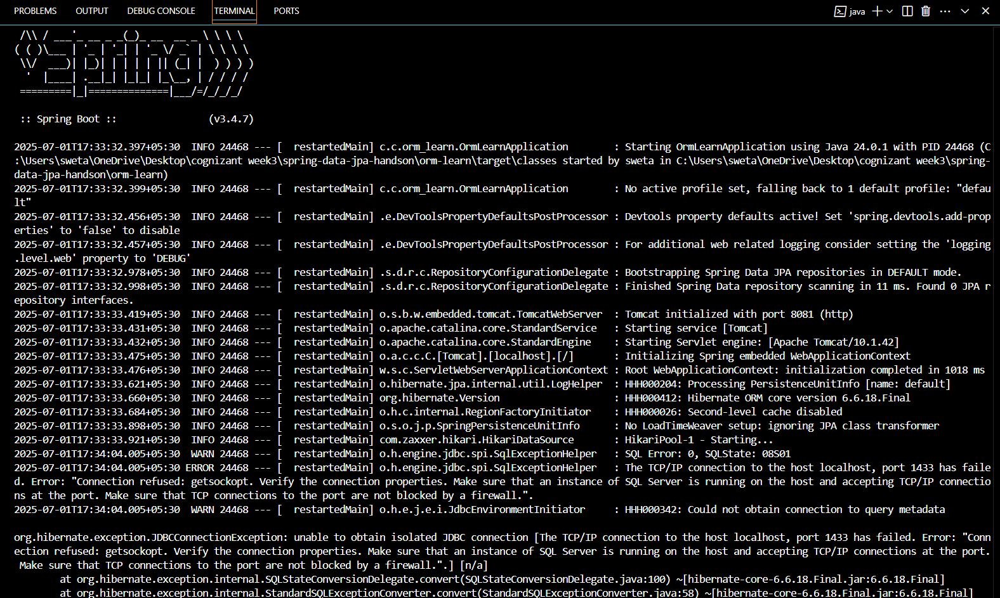 PROBLEMS OUTPUT DEBUG CONSOLE TERMINAL PORTS java
 /\\ / ___'_ __ _ _(_)_ __  __ _ \ \ \ \
( ( )\___ | '_ | '_| | '_ \/ _` | \ \ \ \
 \\/  ___)| |_)| | | | | || (_| |  ) ) ) )
  '  |____| .__|_| |_|_| |_\__, | / / / /
 =========|_|==============|___/=/_/_/_/

 :: Spring Boot ::                (v3.4.7)

2025-07-01T17:33:32.397+05:30  INFO 24468 --- [  restartedMain] c.c.orm_learn.OrmLearnApplication        : Starting OrmLearnApplication using Java 24.0.1 with PID 24468 (C
:\Users\sweta\OneDrive\Desktop\cognizant week3\spring-data-jpa-handson\orm-learn\target\classes started by sweta in C:\Users\sweta\OneDrive\Desktop\cognizant week3\spring-
data-jpa-handson\orm-learn)
2025-07-01T17:33:32.399+05:30  INFO 24468 --- [  restartedMain] c.c.orm_learn.OrmLearnApplication        : No active profile set, falling back to 1 default profile: "defau
lt"
2025-07-01T17:33:32.456+05:30  INFO 24468 --- [  restartedMain] .e.DevToolsPropertyDefaultsPostProcessor : Devtools property defaults active! Set 'spring.devtools.add-prop
erties' to 'false' to disable
2025-07-01T17:33:32.457+05:30  INFO 24468 --- [  restartedMain] .e.DevToolsPropertyDefaultsPostProcessor : For additional web related logging consider setting the 'logging
.level.web' property to 'DEBUG'
2025-07-01T17:33:32.978+05:30  INFO 24468 --- [  restartedMain] .s.d.r.c.RepositoryConfigurationDelegate : Bootstrapping Spring Data JPA repositories in DEFAULT mode.
2025-07-01T17:33:32.998+05:30  INFO 24468 --- [  restartedMain] .s.d.r.c.RepositoryConfigurationDelegate : Finished Spring Data repository scanning in 11 ms. Found 0 JPA r
epository interfaces.
2025-07-01T17:33:33.419+05:30  INFO 24468 --- [  restartedMain] o.s.b.w.embedded.tomcat.TomcatWebServer  : Tomcat initialized with port 8081 (http)
2025-07-01T17:33:33.431+05:30  INFO 24468 --- [  restartedMain] o.apache.catalina.core.StandardService   : Starting service [Tomcat]
2025-07-01T17:33:33.432+05:30  INFO 24468 --- [  restartedMain] o.apache.catalina.core.StandardEngine    : Starting Servlet engine: [Apache Tomcat/10.1.42]
2025-07-01T17:33:33.475+05:30  INFO 24468 --- [  restartedMain] o.a.c.c.C.[Tomcat].[localhost].[/]       : Initializing Spring embedded WebApplicationContext
2025-07-01T17:33:33.476+05:30  INFO 24468 --- [  restartedMain] w.s.c.ServletWebServerApplicationContext : Root WebApplicationContext: initialization completed in 1018 ms
2025-07-01T17:33:33.621+05:30  INFO 24468 --- [  restartedMain] o.hibernate.jpa.internal.util.LogHelper  : HHH000204: Processing PersistenceUnitInfo [name: default]
2025-07-01T17:33:33.660+05:30  INFO 24468 --- [  restartedMain] org.hibernate.Version                    : HHH000412: Hibernate ORM core version 6.6.18.Final
2025-07-01T17:33:33.684+05:30  INFO 24468 --- [  restartedMain] o.h.c.internal.RegionFactoryInitiator    : HHH000026: Second-level cache disabled
2025-07-01T17:33:33.898+05:30  INFO 24468 --- [  restartedMain] o.s.o.j.p.SpringPersistenceUnitInfo      : No LoadTimeWeaver setup: ignoring JPA class transformer
2025-07-01T17:33:33.921+05:30  INFO 24468 --- [  restartedMain] com.zaxxer.hikari.HikariDataSource       : HikariPool-1 - Starting...
2025-07-01T17:34:04.005+05:30  WARN 24468 --- [  restartedMain] o.h.engine.jdbc.spi.SqlExceptionHelper   : SQL Error: 0, SQLState: 08S01
2025-07-01T17:34:04.005+05:30 ERROR 24468 --- [  restartedMain] o.h.engine.jdbc.spi.SqlExceptionHelper   : The TCP/IP connection to the host localhost, port 1433 has faile
d. Error: "Connection refused: getsockopt. Verify the connection properties. Make sure that an instance of SQL Server is running on the host and accepting TCP/IP connectio
ns at the port. Make sure that TCP connections to the port are not blocked by a firewall.".
2025-07-01T17:34:04.005+05:30  WARN 24468 --- [  restartedMain] o.h.e.j.e.i.JdbcEnvironmentInitiator     : HHH000342: Could not obtain connection to query metadata

org.hibernate.exception.JDBCConnectionException: unable to obtain isolated JDBC connection [The TCP/IP connection to the host localhost, port 1433 has failed. Error: "Conn
ection refused: getsockopt. Verify the connection properties. Make sure that an instance of SQL Server is running on the host and accepting TCP/IP connections at the port.
 Make sure that TCP connections to the port are not blocked by a firewall.".] [n/a]
        at org.hibernate.exception.internal.SQLStateConversionDelegate.convert(SQLStateConversionDelegate.java:100) ~[hibernate-core-6.6.18.Final.jar:6.6.18.Final]
        at org.hibernate.exception.internal.StandardSQLExceptionConverter.convert(StandardSQLExceptionConverter.java:58) ~[hibernate-core-6.6.18.Final.jar:6.6.18.Final]